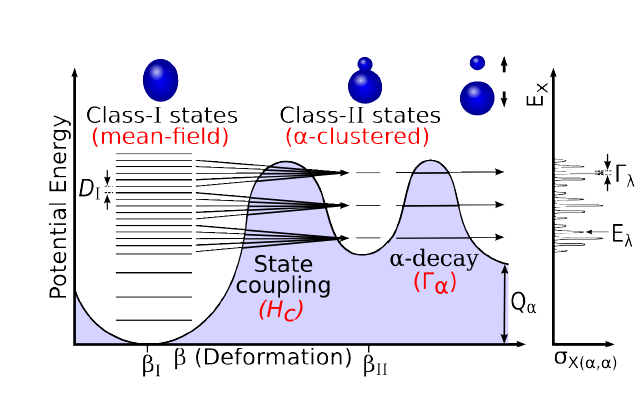 Class-I states
(mean-field)
Class-II states
(α-clustered)
Potential Energy
D_I
State
coupling
(H_C)
α-decay
(Γ_α)
Q_α
β_I
β (Deformation)
β_II
E_X
Γ_λ
E_λ
σ_X(α,α)